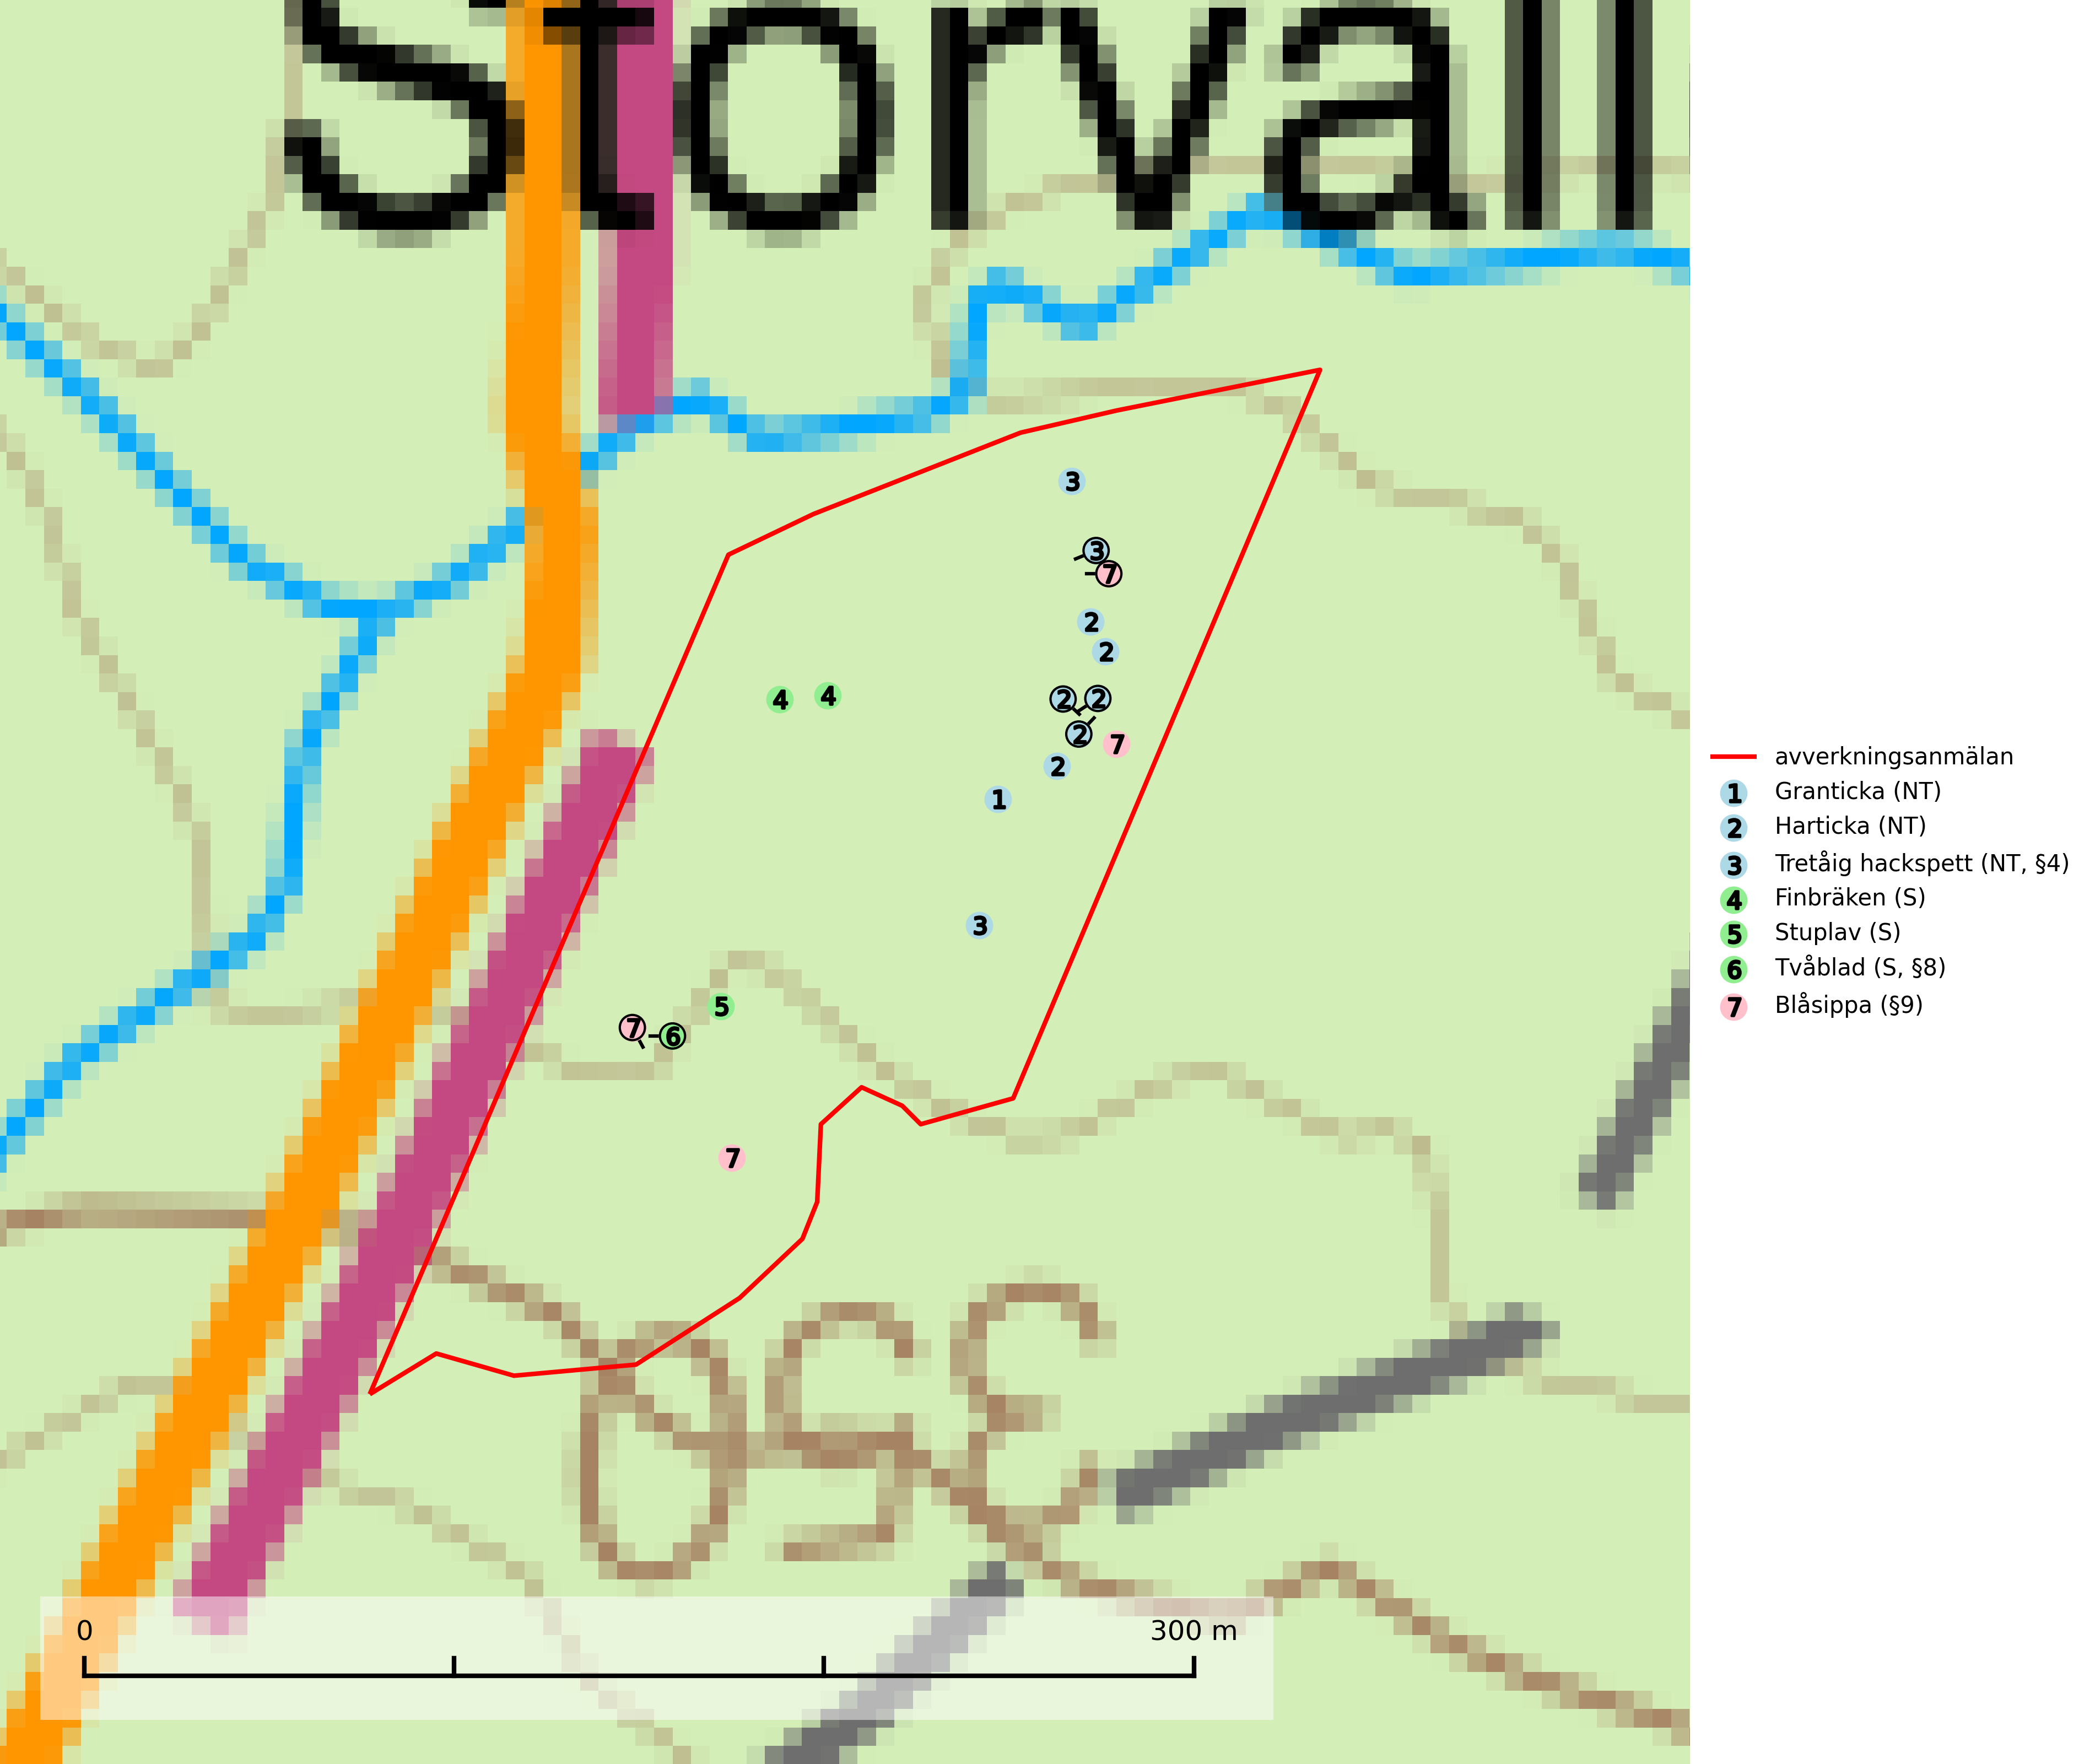 Storvall
3
3
7
2
2
2
2
4
4
2
7
2
1
3
5
7
6
7
avverkningsanmälan
1 Granticka (NT)
2 Harticka (NT)
3 Tretåig hackspett (NT, §4)
4 Finbräken (S)
5 Stuplav (S)
6 Tvåblad (S, §8)
7 Blåsippa (§9)
0
300 m